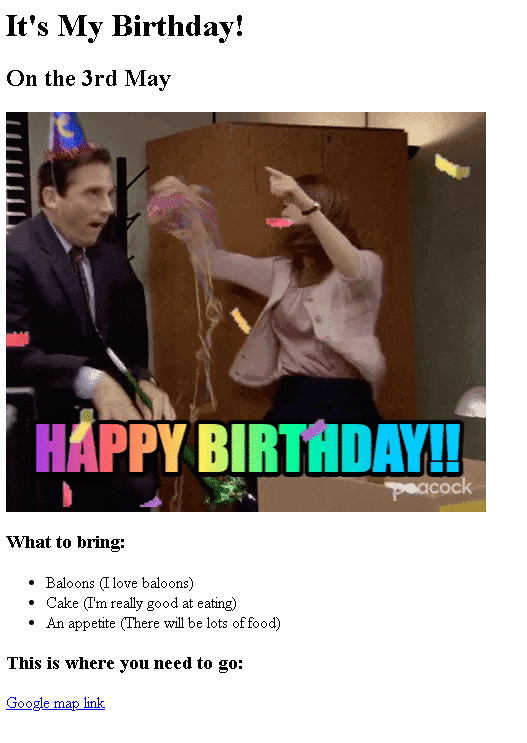 It's My Birthday!
On the 3rd May
HAPPY BIRTHDAY!!
peacock
What to bring:
Baloons (I love baloons)
Cake (I'm really good at eating)
An appetite (There will be lots of food)
This is where you need to go:
Google map link